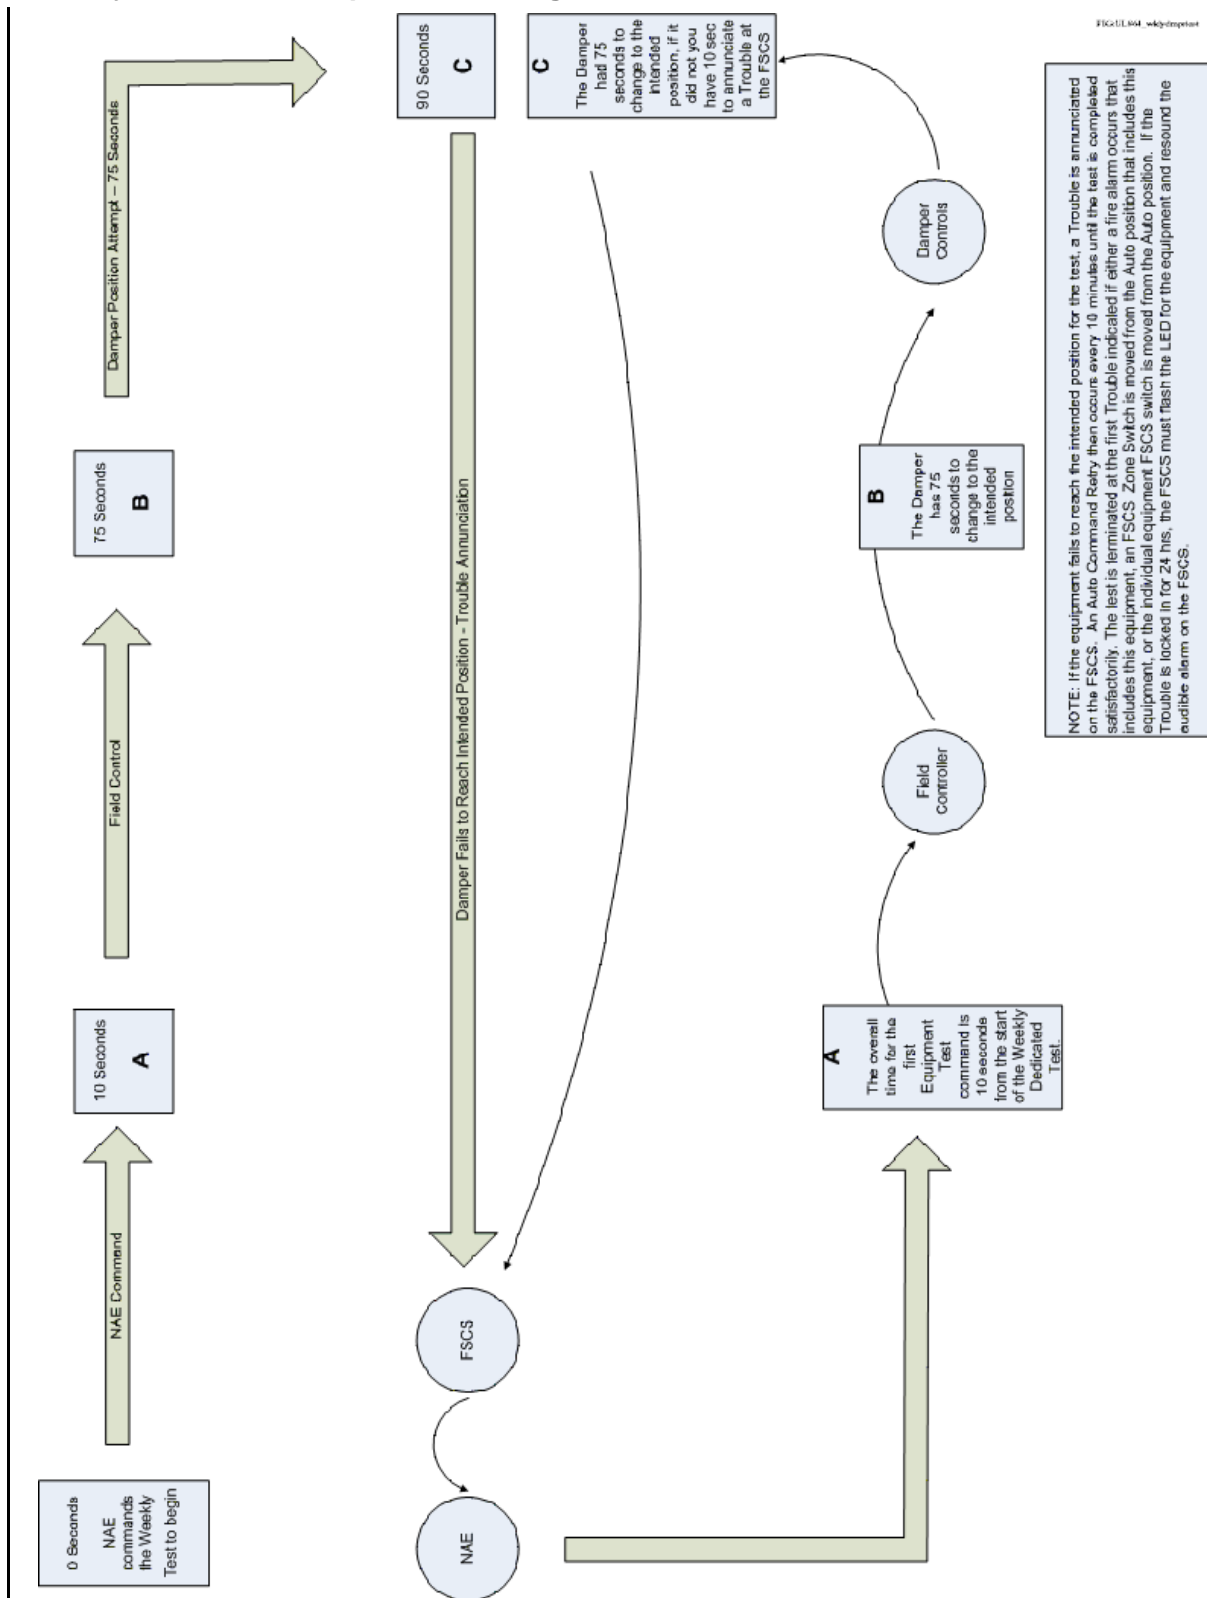 0 Seconds
NAE
commands
the Weekly
Test to begin
NAE Command
10 Seconds
A
Field Control
75 Seconds
B
Damper Position Attempt – 75 Seconds
90 Seconds
C
Damper Fails to Reach Intended Position - Trouble Annunciation
C
The Damper
had 75
seconds to
change to the
intended
position, if it
did not you
have 10 sec
to annunciate
a Trouble at
the FSCS
NAE
FSCS
A
The overall
time for the
first
Equipment
Test
command is
10 seconds
from the start
of the Weekly
Dedicated
Test.
Field
Controller
B
The Damper
has 75
seconds to
change to the
intended
position
Damper
Controls
NOTE: If the equipment fails to reach the intended position for the test, a Trouble is annunciated
on the FSCS. An Auto Command Retry then occurs every 10 minutes until the test is completed
satisfactorily. The test is terminated at the first Trouble indicated if either a fire alarm occurs that
includes this equipment, an FSCS Zone Switch is moved from the Auto position that includes this
equipment, or the individual equipment FSCS switch is moved from the Auto position. If the
Trouble is locked in for 24 hrs, the FSCS must flash the LED for the equipment and resound the
audible alarm on the FSCS.